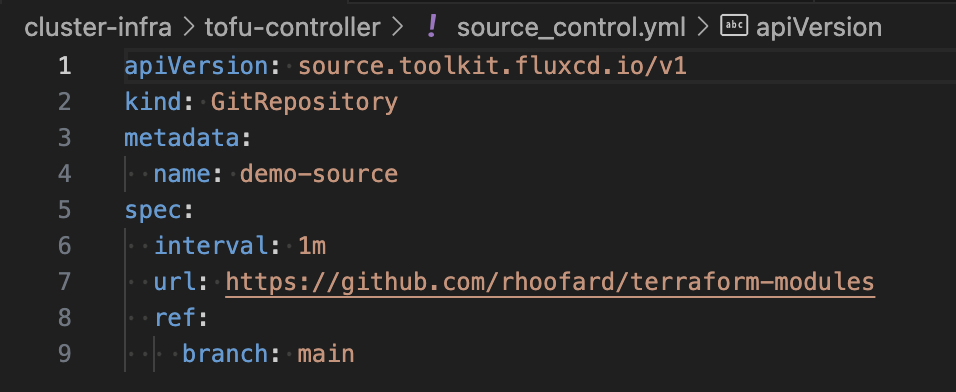 cluster-infra > tofu-controller > ! source_control.yml > abc apiVersion
1 apiVersion: source.toolkit.fluxcd.io/v1
2 kind: GitRepository
3 metadata:
4   name: demo-source
5 spec:
6   interval: 1m
7   url: https://github.com/rhoofard/terraform-modules
8   ref:
9     branch: main